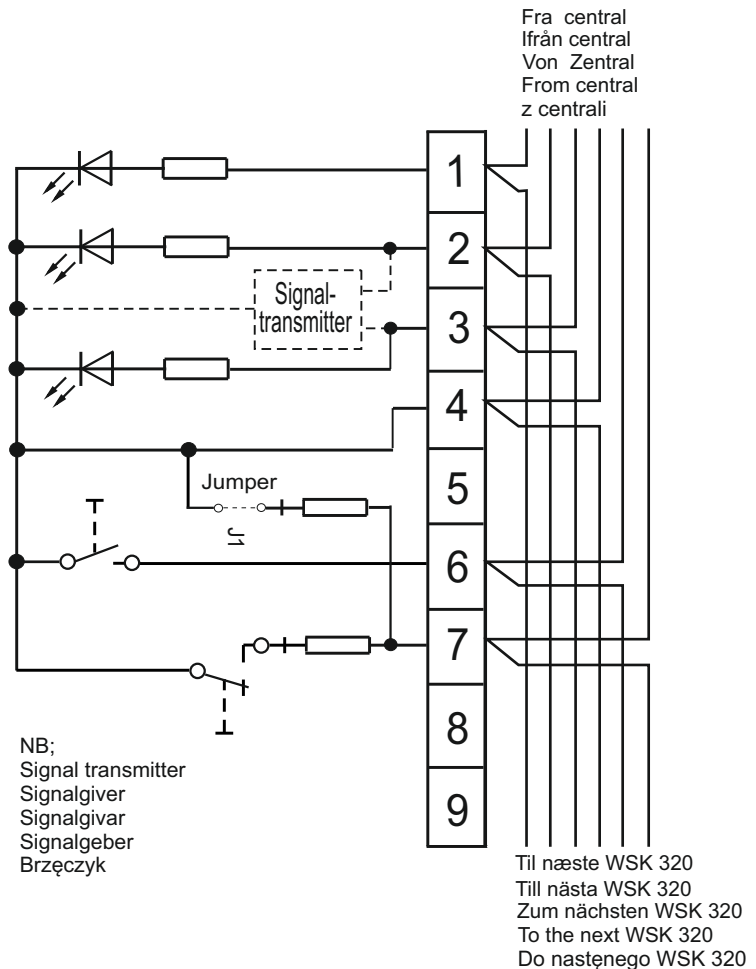 Fra central
Ifrån central
Von Zentral
From central
z centrali
1
2
Signal-
transmitter
3
4
Jumper
5
J1
6
7
8
9
NB;
Signal transmitter
Signalgiver
Signalgivar
Signalgeber
Brzęczyk
Til næste WSK 320
Till nästa WSK 320
Zum nächsten WSK 320
To the next WSK 320
Do nastęnego WSK 320